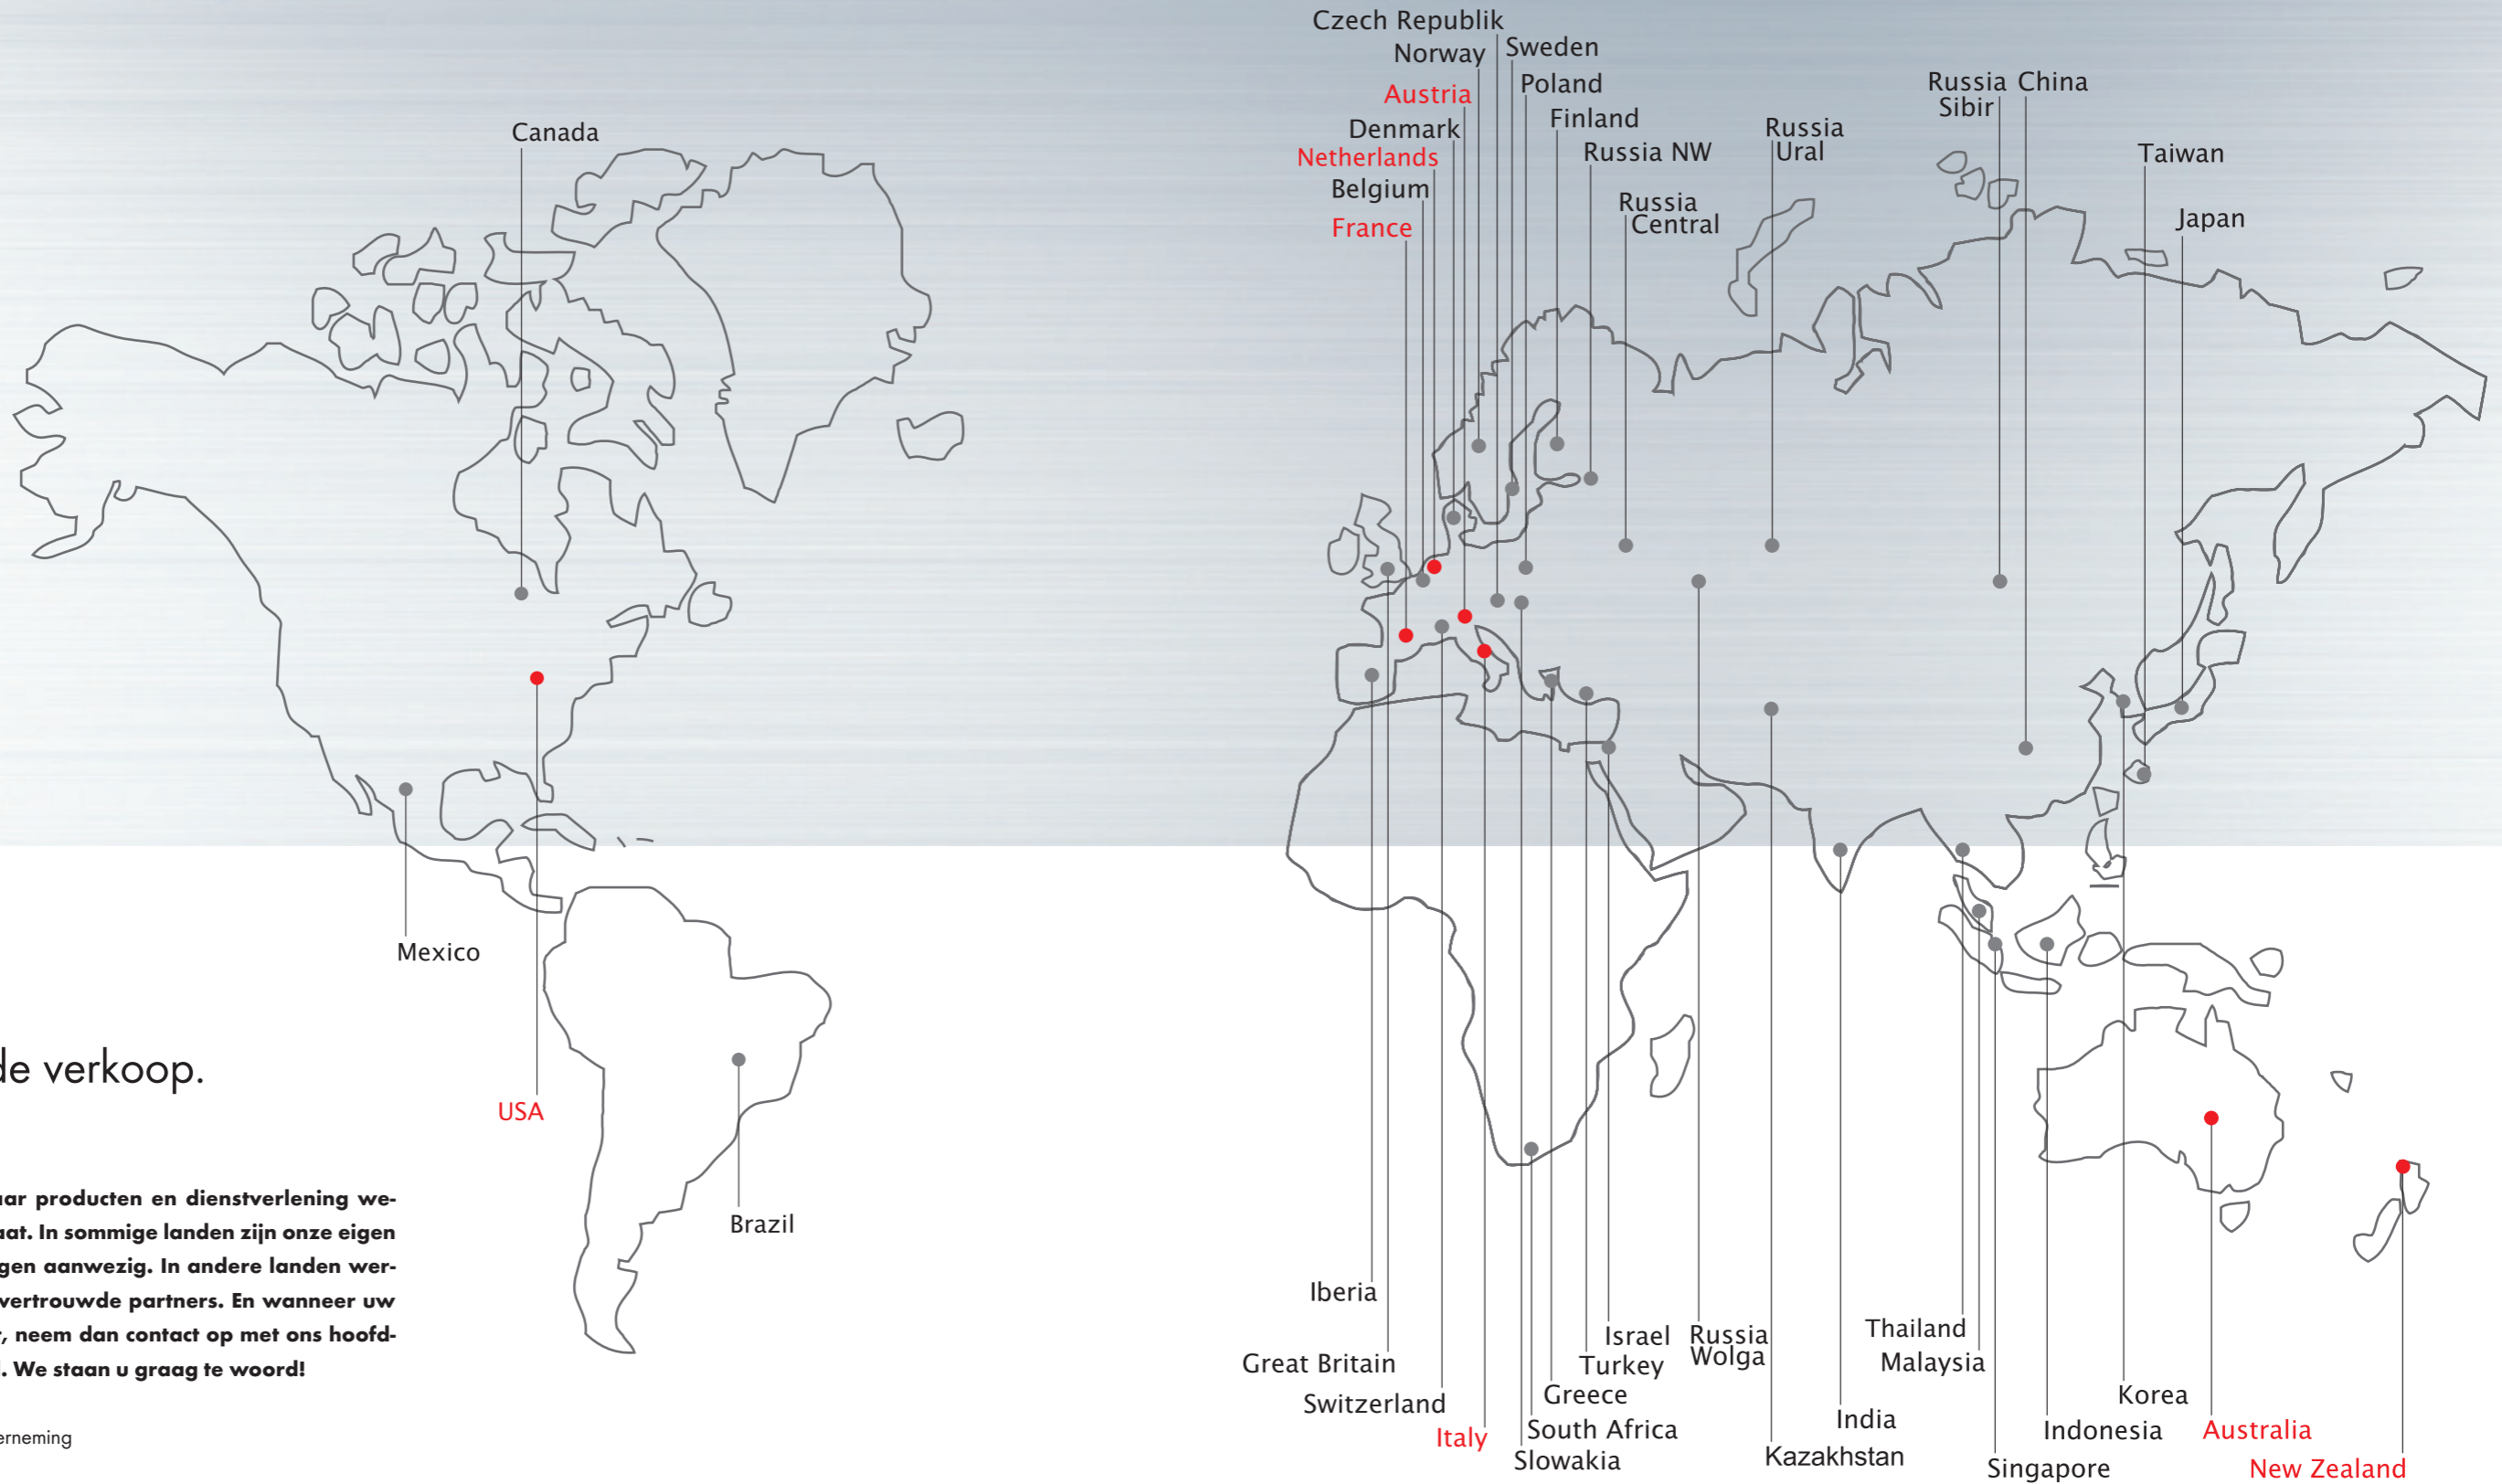 Czech Republik
Norway
Sweden
Austria
Poland
Denmark
Finland
Netherlands
Russia NW
Belgium
Russia
Central
France
Russia
Ural
Russia
Sibir
China
Taiwan
Japan
Canada
Mexico
USA
Brazil
de verkoop.
aar producten en dienstverlening we-
aat. In sommige landen zijn onze eigen
gen aanwezig. In andere landen wer-
vertrouwde partners. En wanneer uw
, neem dan contact op met ons hoofd-
. We staan u graag te woord!
erneming
Iberia
Great Britain
Switzerland
Italy
Israel
Turkey
Greece
South Africa
Slowakia
Russia
Wolga
Kazakhstan
India
Thailand
Malaysia
Singapore
Korea
Indonesia
Australia
New Zealand